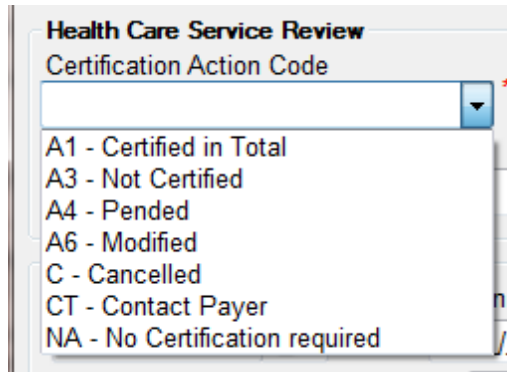 Health Care Service Review
Certification Action Code
*
A1 - Certified in Total
A3 - Not Certified
A4 - Pended
A6 - Modified
C - Cancelled
CT - Contact Payer
NA - No Certification required